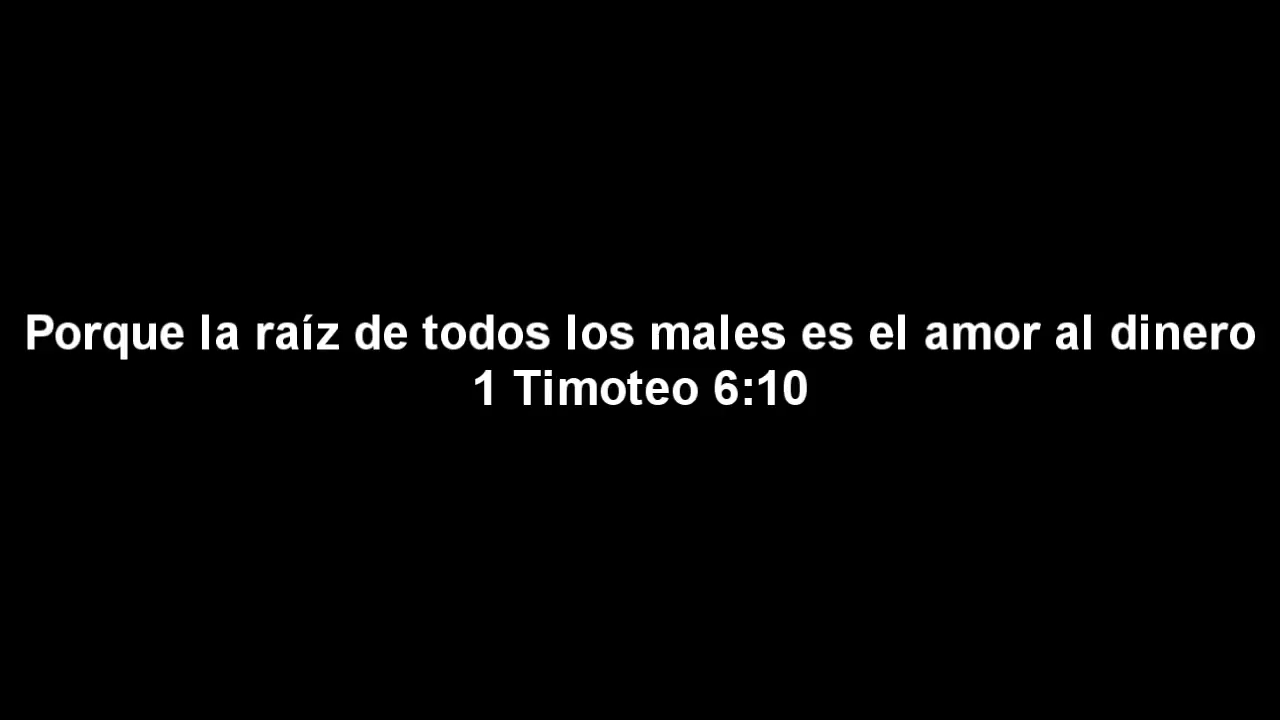 Porque la raíz de todos los males es el amor al dinero
1 Timoteo 6:10